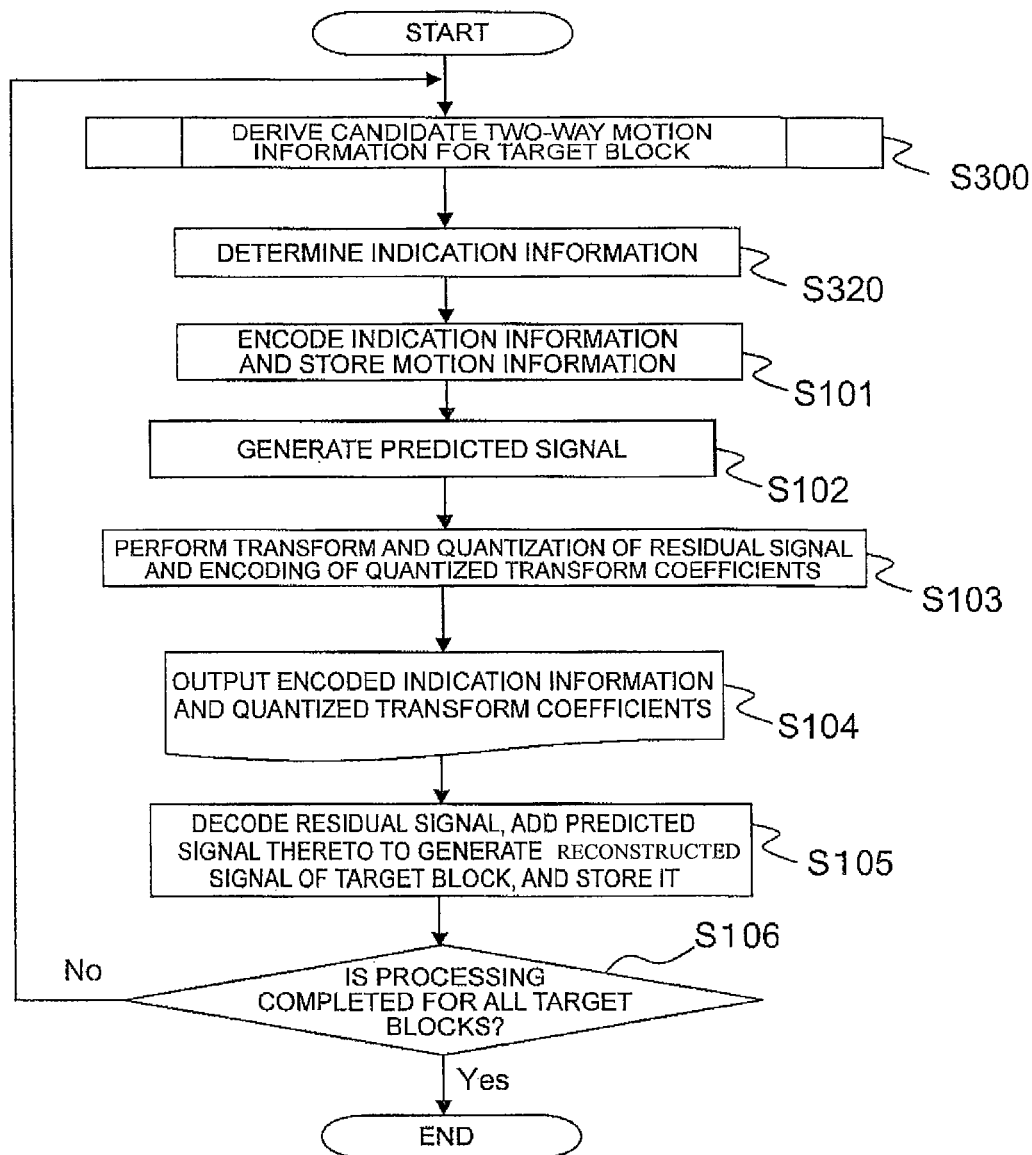 START
DERIVE CANDIDATE TWO-WAY MOTION
INFORMATION FOR TARGET BLOCK
S300
DETERMINE INDICATION INFORMATION
S320
ENCODE INDICATION INFORMATION
AND STORE MOTION INFORMATION
S101
GENERATE PREDICTED SIGNAL
S102
PERFORM TRANSFORM AND QUANTIZATION OF RESIDUAL SIGNAL
AND ENCODING OF QUANTIZED TRANSFORM COEFFICIENTS
S103
OUTPUT ENCODED INDICATION INFORMATION
AND QUANTIZED TRANSFORM COEFFICIENTS
S104
DECODE RESIDUAL SIGNAL, ADD PREDICTED
SIGNAL THERETO TO GENERATE RECONSTRUCTED
SIGNAL OF TARGET BLOCK, AND STORE IT
S105
S106
No
IS PROCESSING
COMPLETED FOR ALL TARGET
BLOCKS?
Yes
END